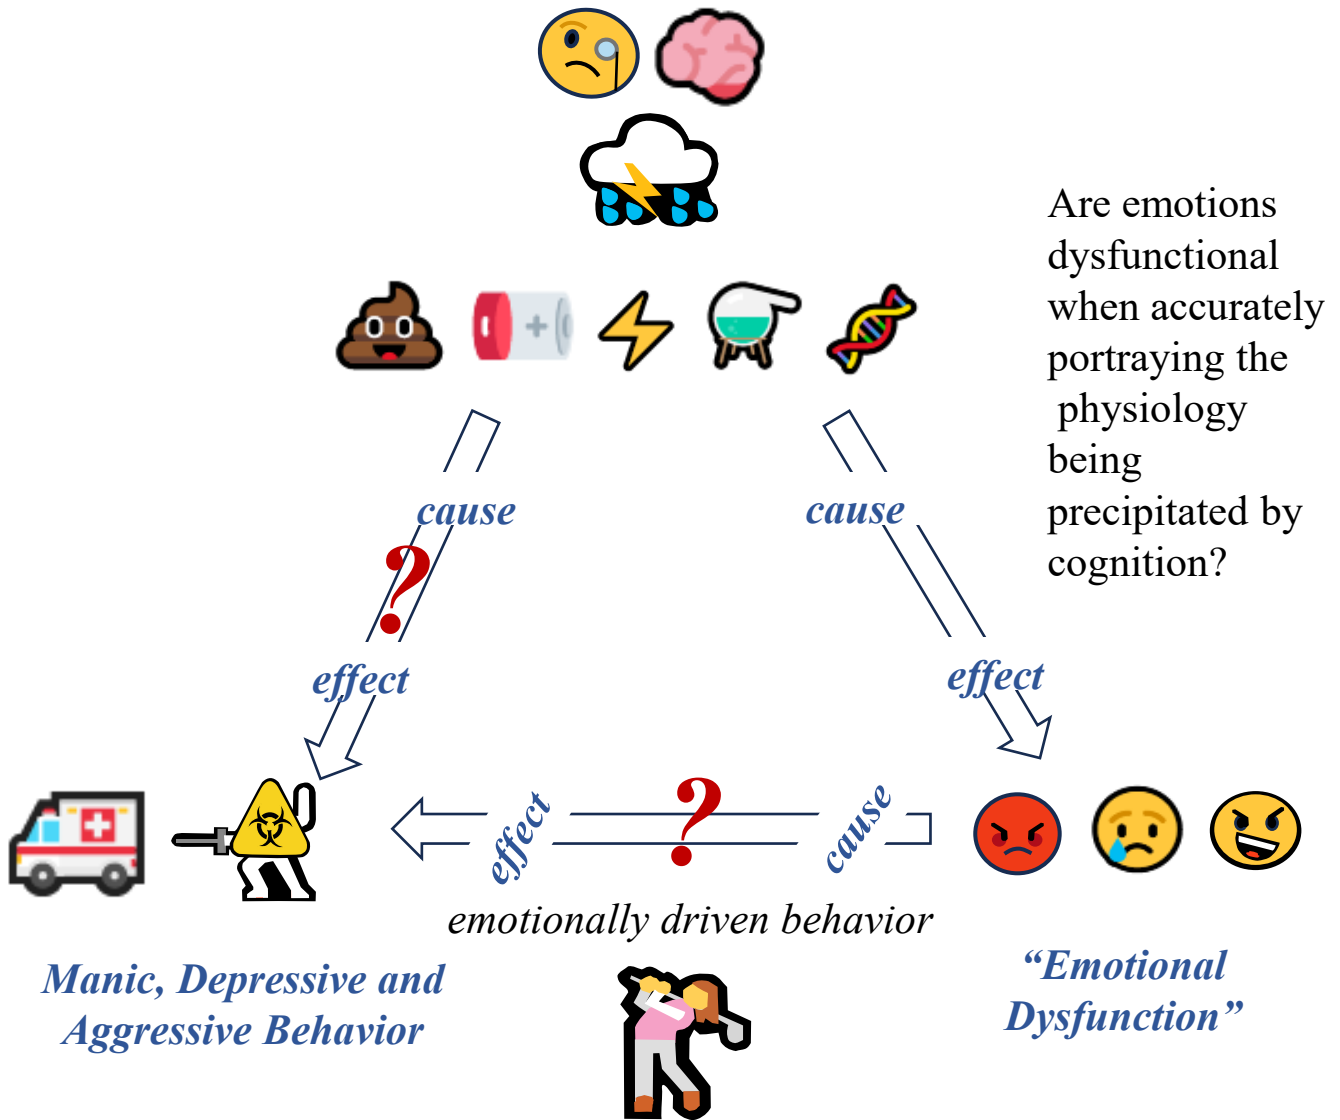 Are emotions
dysfunctional
when accurately
portraying the
physiology
being
precipitated by
cognition?
cause
cause
?
effect
effect
effect
?
cause
emotionally driven behavior
Manic, Depressive and
Aggressive Behavior
“Emotional
Dysfunction”